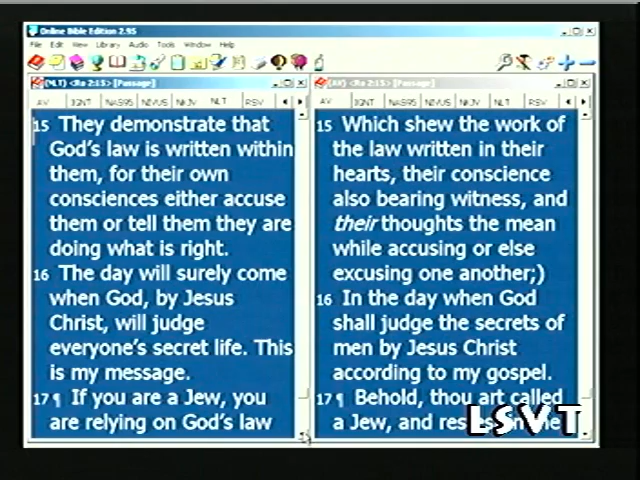 Online Bible Edition 2.95
File Edit View Library Audio Tools Window Help
(NLT) <Ro 2:15> [Passage]
AV IGNT NAS95 NIVUS NKJV NLT RSV
15 They demonstrate that
God's law is written within
them, for their own
consciences either accuse
them or tell them they are
doing what is right.
16 The day will surely come
when God, by Jesus
Christ, will judge
everyone's secret life. This
is my message.
17 ¶ If you are a Jew, you
are relying on God's law
(AV) <Ro 2:15> [Passage]
AV IGNT NAS95 NIVUS NKJV NLT RSV
15 Which shew the work of
the law written in their
hearts, their conscience
also bearing witness, and
their thoughts the mean
while accusing or else
excusing one another;)
16 In the day when God
shall judge the secrets of
men by Jesus Christ
according to my gospel.
17 ¶ Behold, thou art called
a Jew, and
LSVT